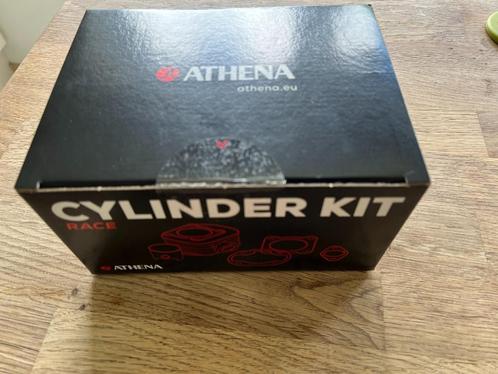 ATHENA
athena.eu
CYLINDER KIT
RACE
ATHENA